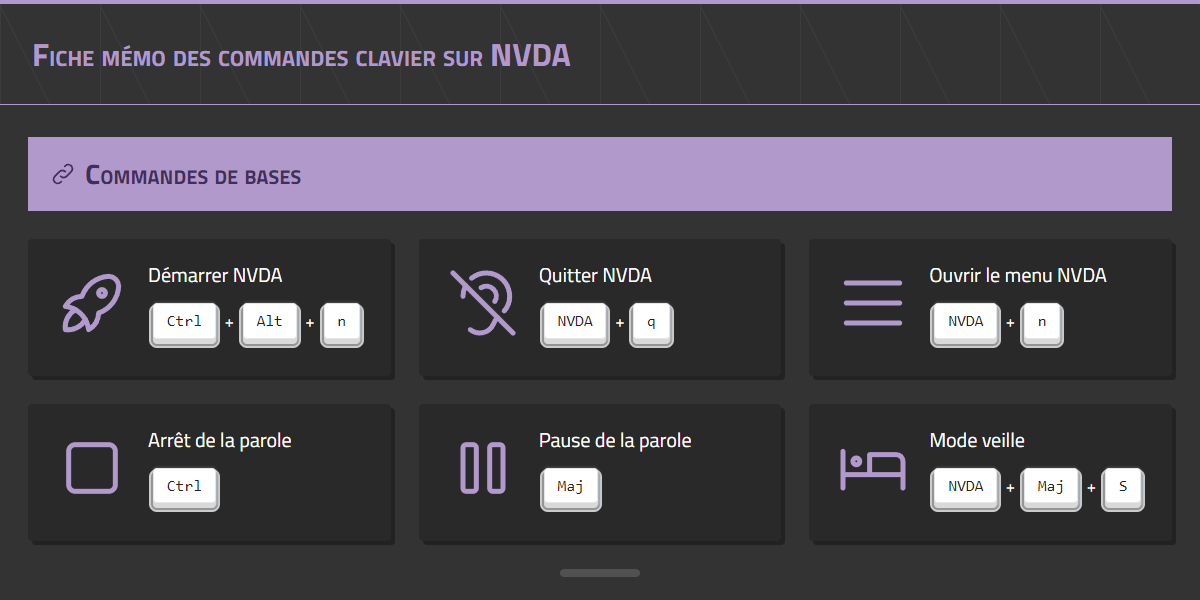 Fiche mémo des commandes clavier sur NVDA
Commandes de bases
Démarrer NVDA
Ctrl + Alt + n
Quitter NVDA
NVDA + q
Ouvrir le menu NVDA
NVDA + n
Arrêt de la parole
Ctrl
Pause de la parole
Maj
Mode veille
NVDA + Maj + S